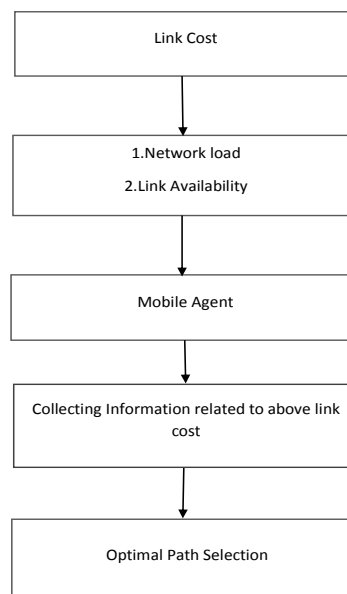 Link Cost
1.Network load
2.Link Availability
Mobile Agent
Collecting Information related to above link
cost
Optimal Path Selection